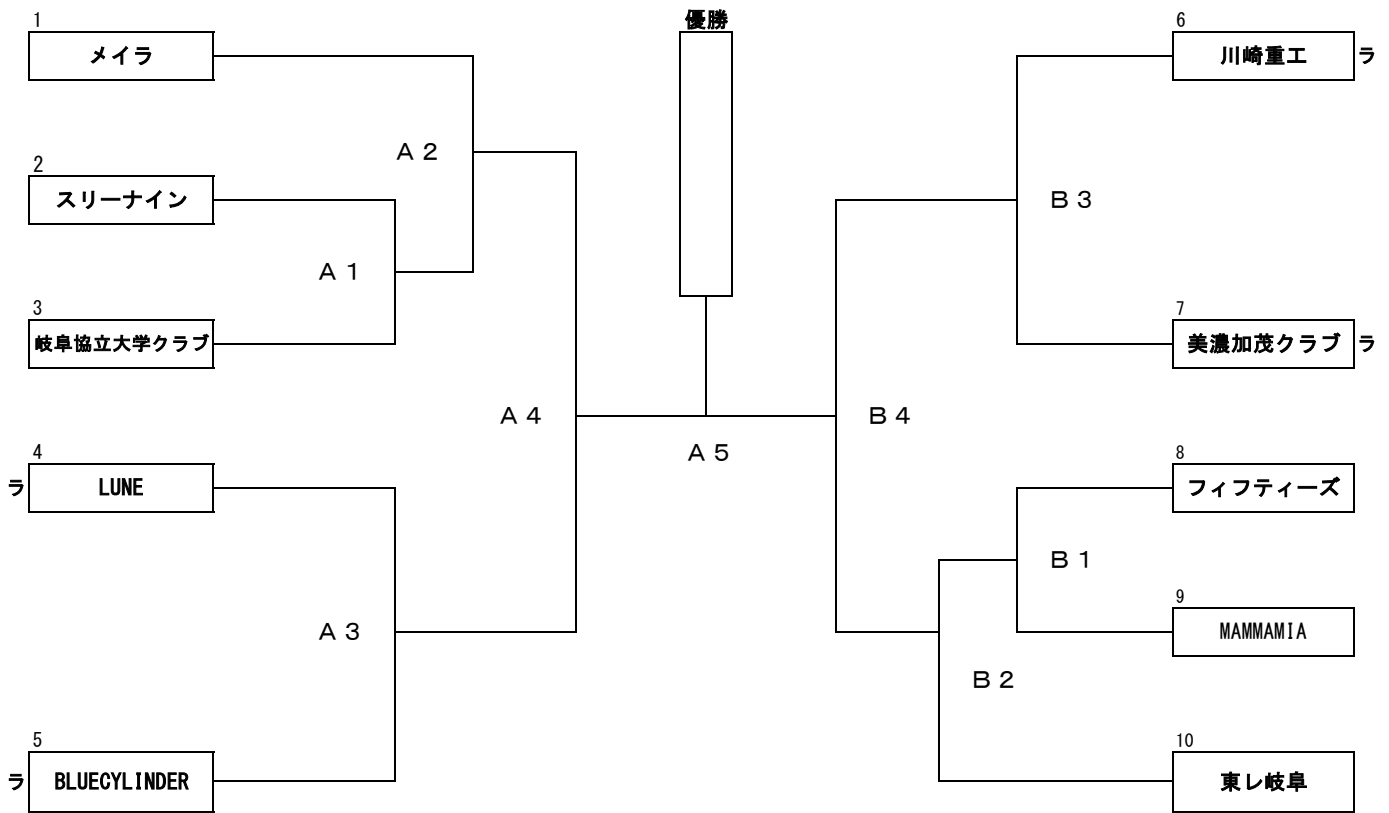 優勝
1
メイラ
A2
2
スリーナイン
A1
3
岐阜協立大学クラブ
A4
4
ラ LUNE
A3
5
ラ BLUECYLINDER
A5
6
川崎重工 ラ
B3
7
美濃加茂クラブ ラ
B4
8
フィフティーズ
B1
9
MAMMAMIA
B2
10
東レ岐阜